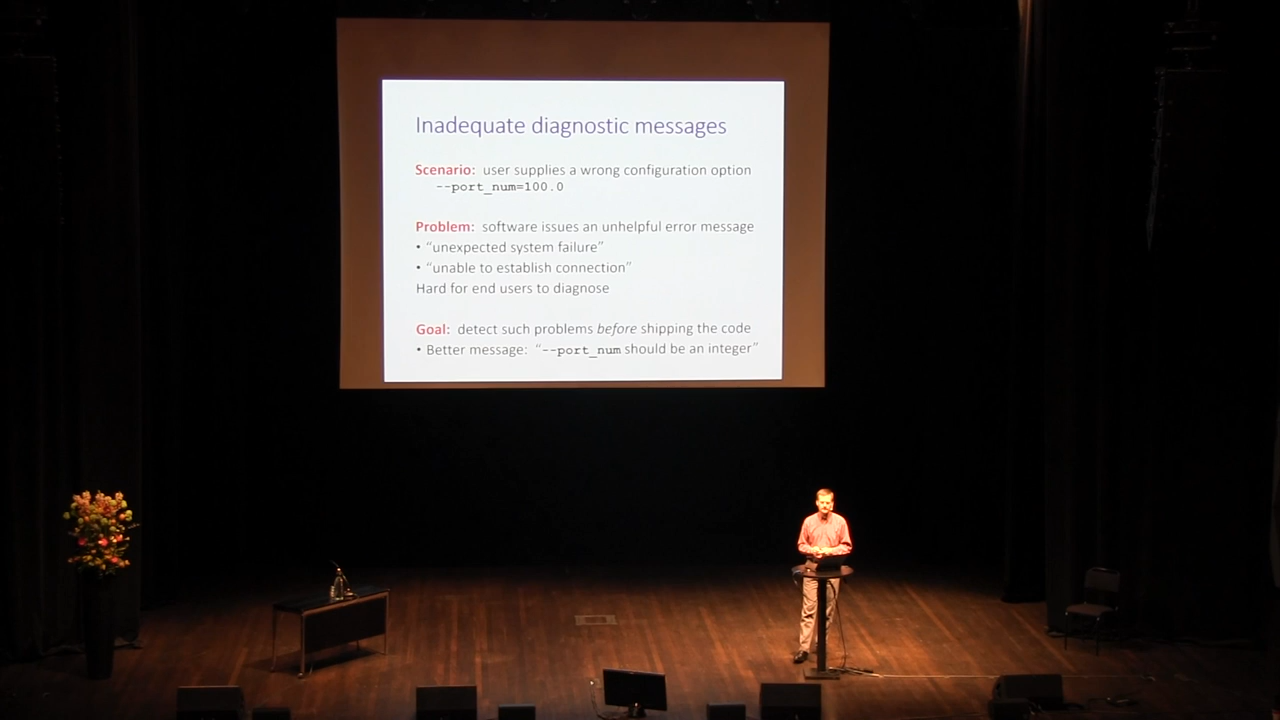 Inadequate diagnostic messages
Scenario: user supplies a wrong configuration option
--port_num=100.0
Problem: software issues an unhelpful error message
• “unexpected system failure”
• “unable to establish connection”
Hard for end users to diagnose
Goal: detect such problems before shipping the code
• Better message: “--port_num should be an integer”